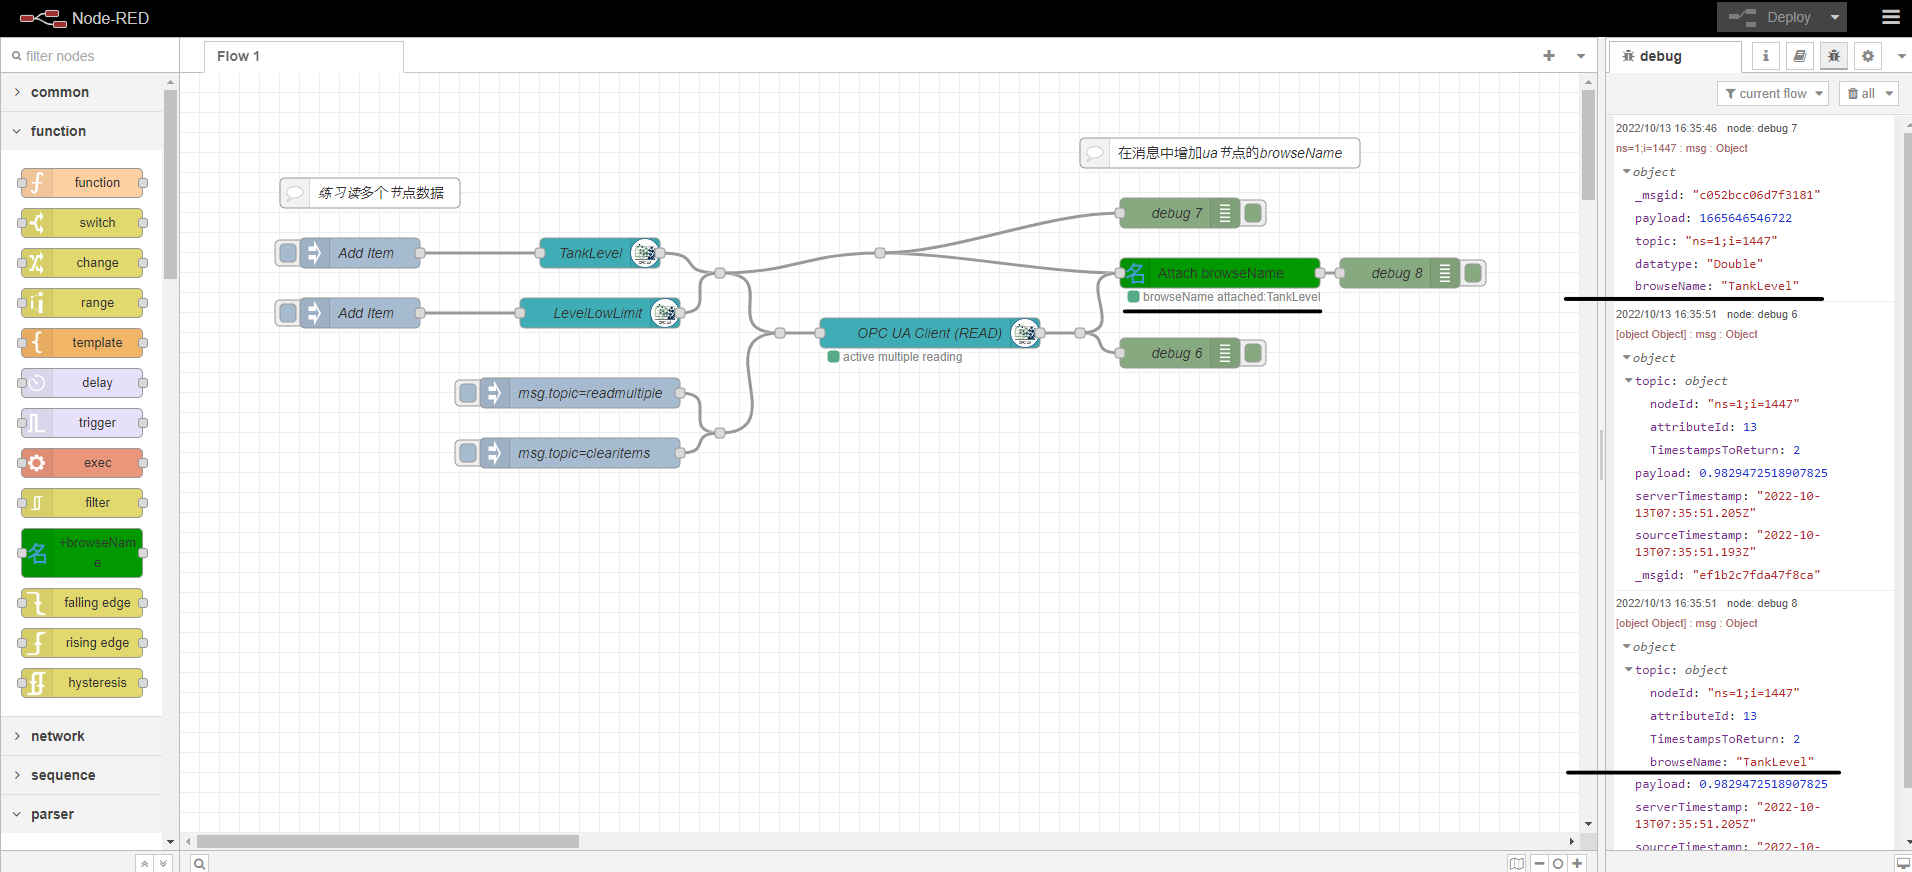 Node-RED
Deploy
filter nodes
Flow 1
debug
common
current flow
all
function
function
switch
change
range
template
delay
trigger
exec
filter
+browseNam
e
falling edge
rising edge
hysteresis
network
sequence
parser
在消息中增加ua节点的browseName
练习读多个节点数据
debug 7
Add Item
TankLevel
OPC UA
名
Attach browseName
debug 8
browseName attached:TankLevel
Add Item
LevelLowLimit
OPC UA
OPC UA Client (READ)
OPC UA
active multiple reading
debug 6
msg.topic=readmultiple
msg.topic=clearitems
名
2022/10/13 16:35:46 node: debug 7
ns=1;i=1447 : msg : Object
object
_msgid: "c052bcc06d7f3181"
payload: 1665646546722
topic: "ns=1;i=1447"
datatype: "Double"
browseName: "TankLevel"
2022/10/13 16:35:51 node: debug 6
[object Object] : msg : Object
object
topic: object
nodeId: "ns=1;i=1447"
attributeId: 13
TimestampsToReturn: 2
payload: 0.9829472518907825
serverTimestamp: "2022-10-
13T07:35:51.205Z"
sourceTimestamp: "2022-10-
13T07:35:51.193Z"
_msgid: "ef1b2c7fda47f8ca"
2022/10/13 16:35:51 node: debug 8
[object Object] : msg : Object
object
topic: object
nodeId: "ns=1;i=1447"
attributeId: 13
TimestampsToReturn: 2
browseName: "TankLevel"
payload: 0.9829472518907825
serverTimestamp: "2022-10-
13T07:35:51.205Z"
sourceTimestamp: "2022-10-